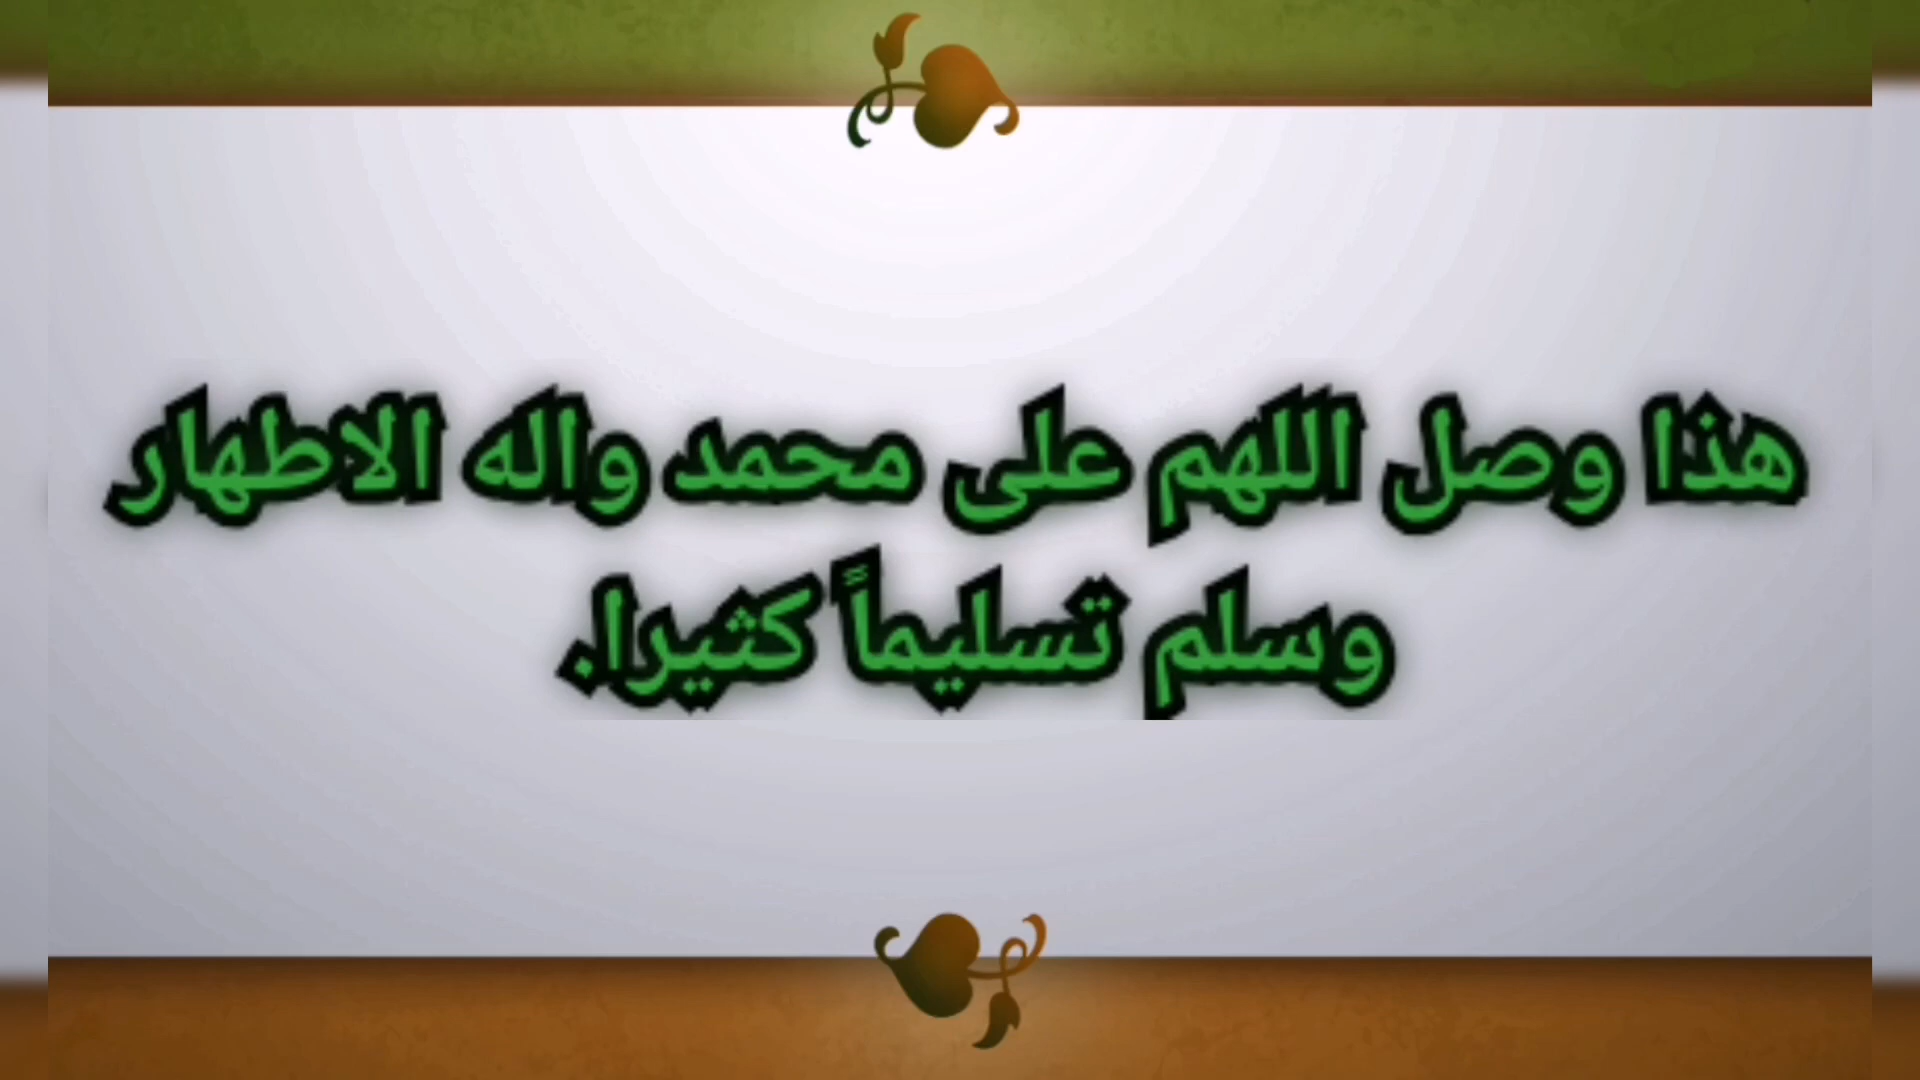 هذا وصل اللهم على محمد واله الاطهار
وسلم تسليماً كثيرا.